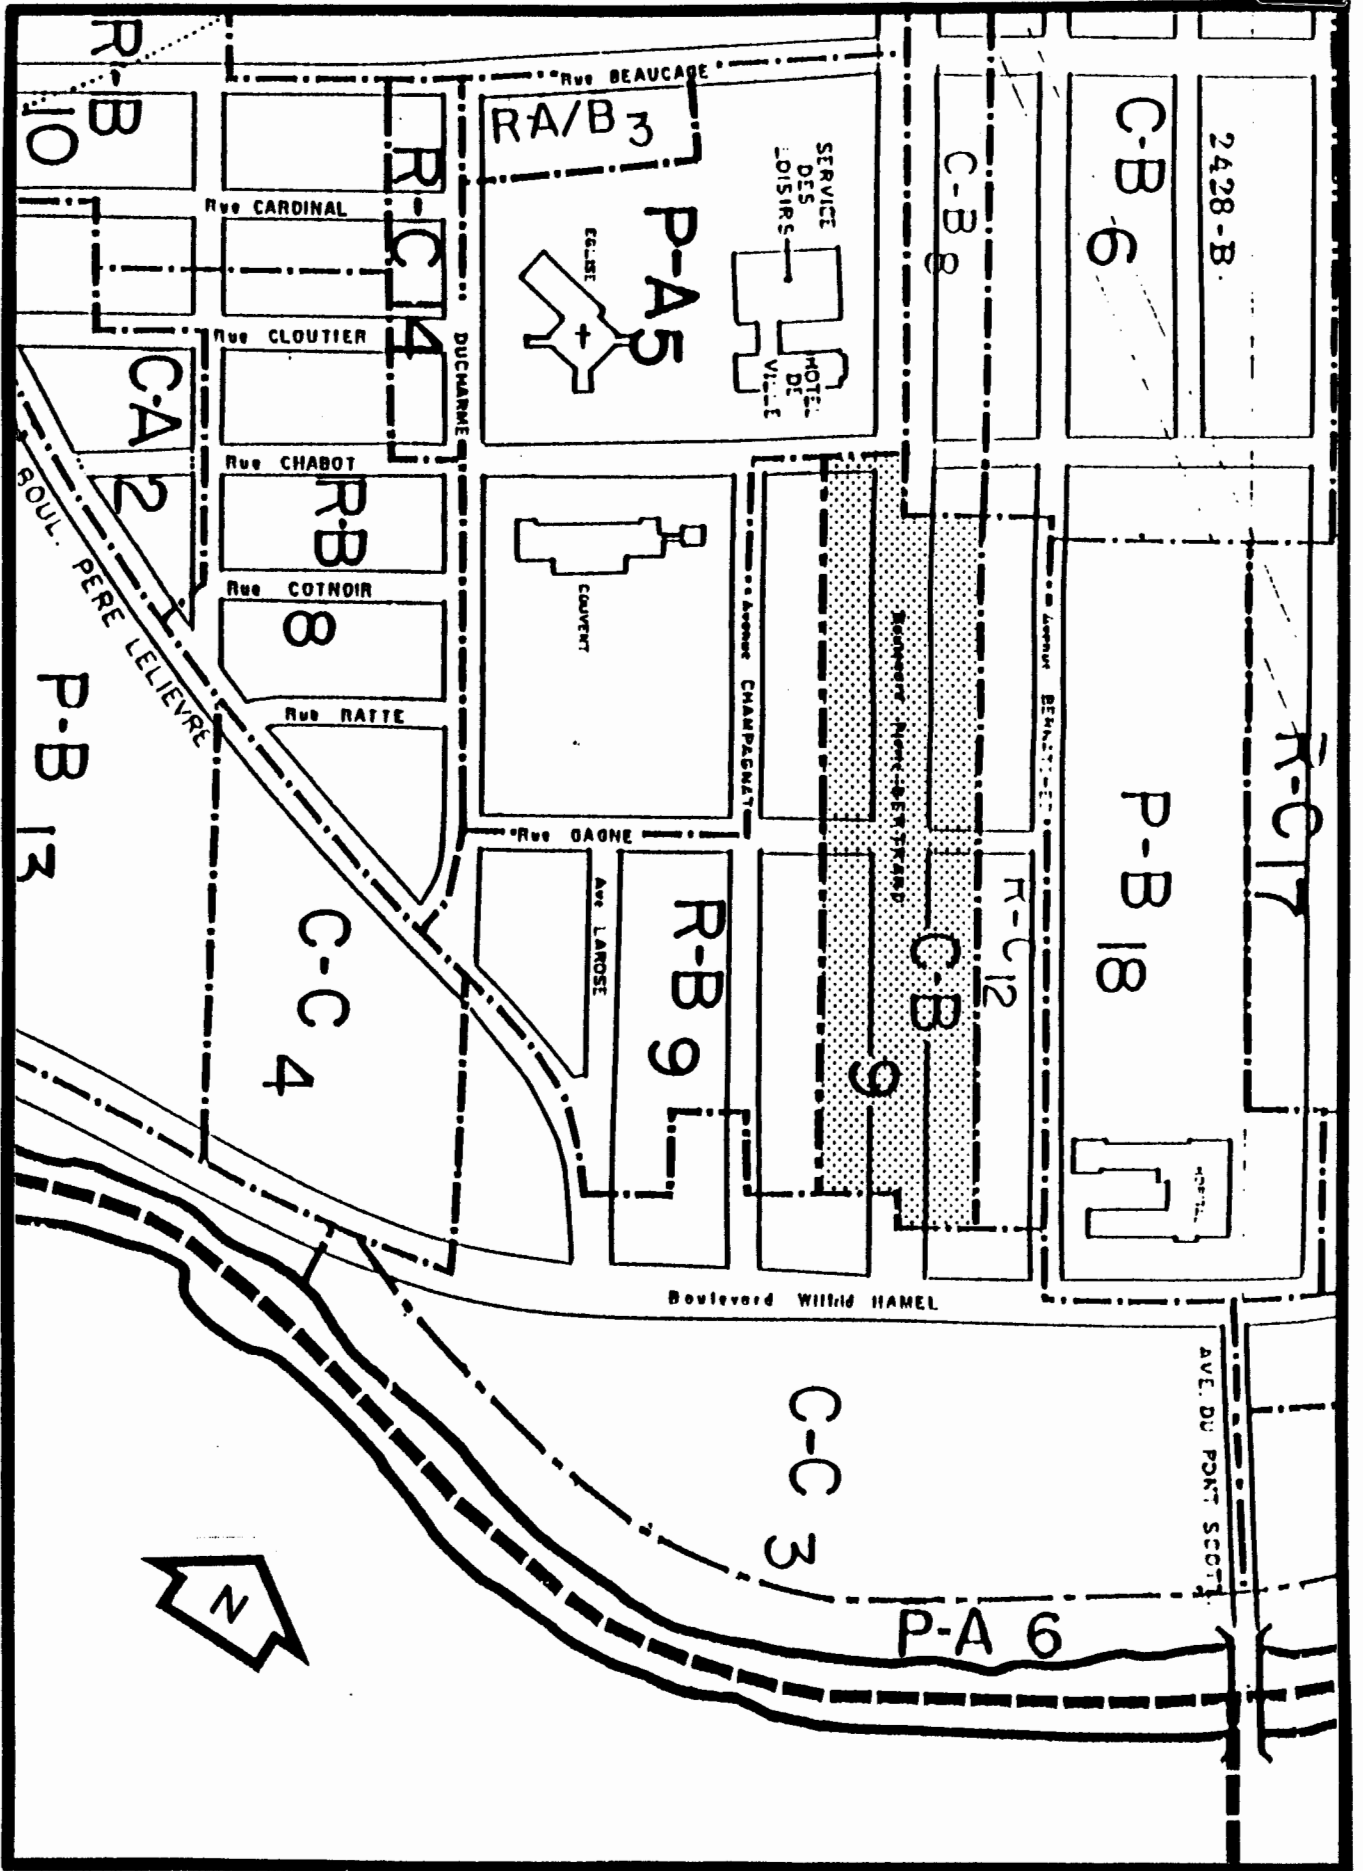 R-B
10
Rue BEAUCAGE
RA/B 3
R-C
14
Rue CARDINAL
P-A 5
EGLISE
SERVICE
DES
LOISIRS
HOTEL
DE
VILLE
C-B 8
C-B 6
2428-B.
Rue CLOUTIER
DUCHARME
C-A
2
Rue CHABOT
R-B
8
Rue COTNOIR
BOUL. PERE LELIEVRE
Rue RATTE
COUVENT
Avenue CHAMPAGNAT
Avenue
P-B
13
C-C
4
Rue GAGNE
Ave LAROSE
R-B 9
C-B
9
R-C 12
P-B 18
R-C 17
Boulevard Wilfrid HAMEL
AVE. DU PONT SCOTT
C-C 3
P-A 6
N